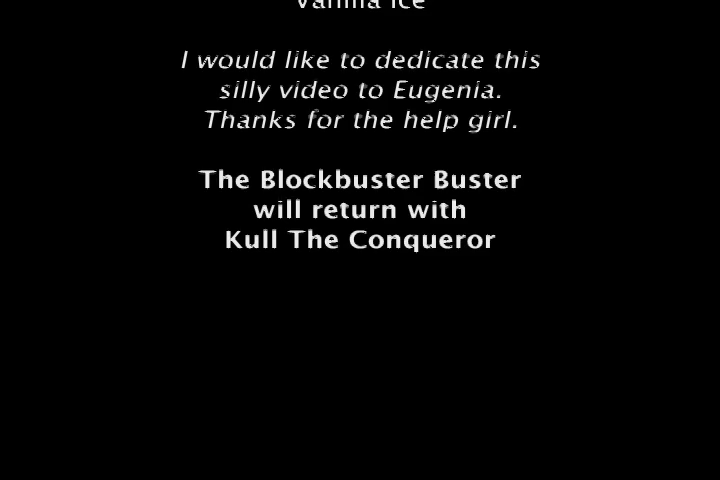 Vanilla Ice
I would like to dedicate this
silly video to Eugenia.
Thanks for the help girl.
The Blockbuster Buster
will return with
Kull The Conqueror